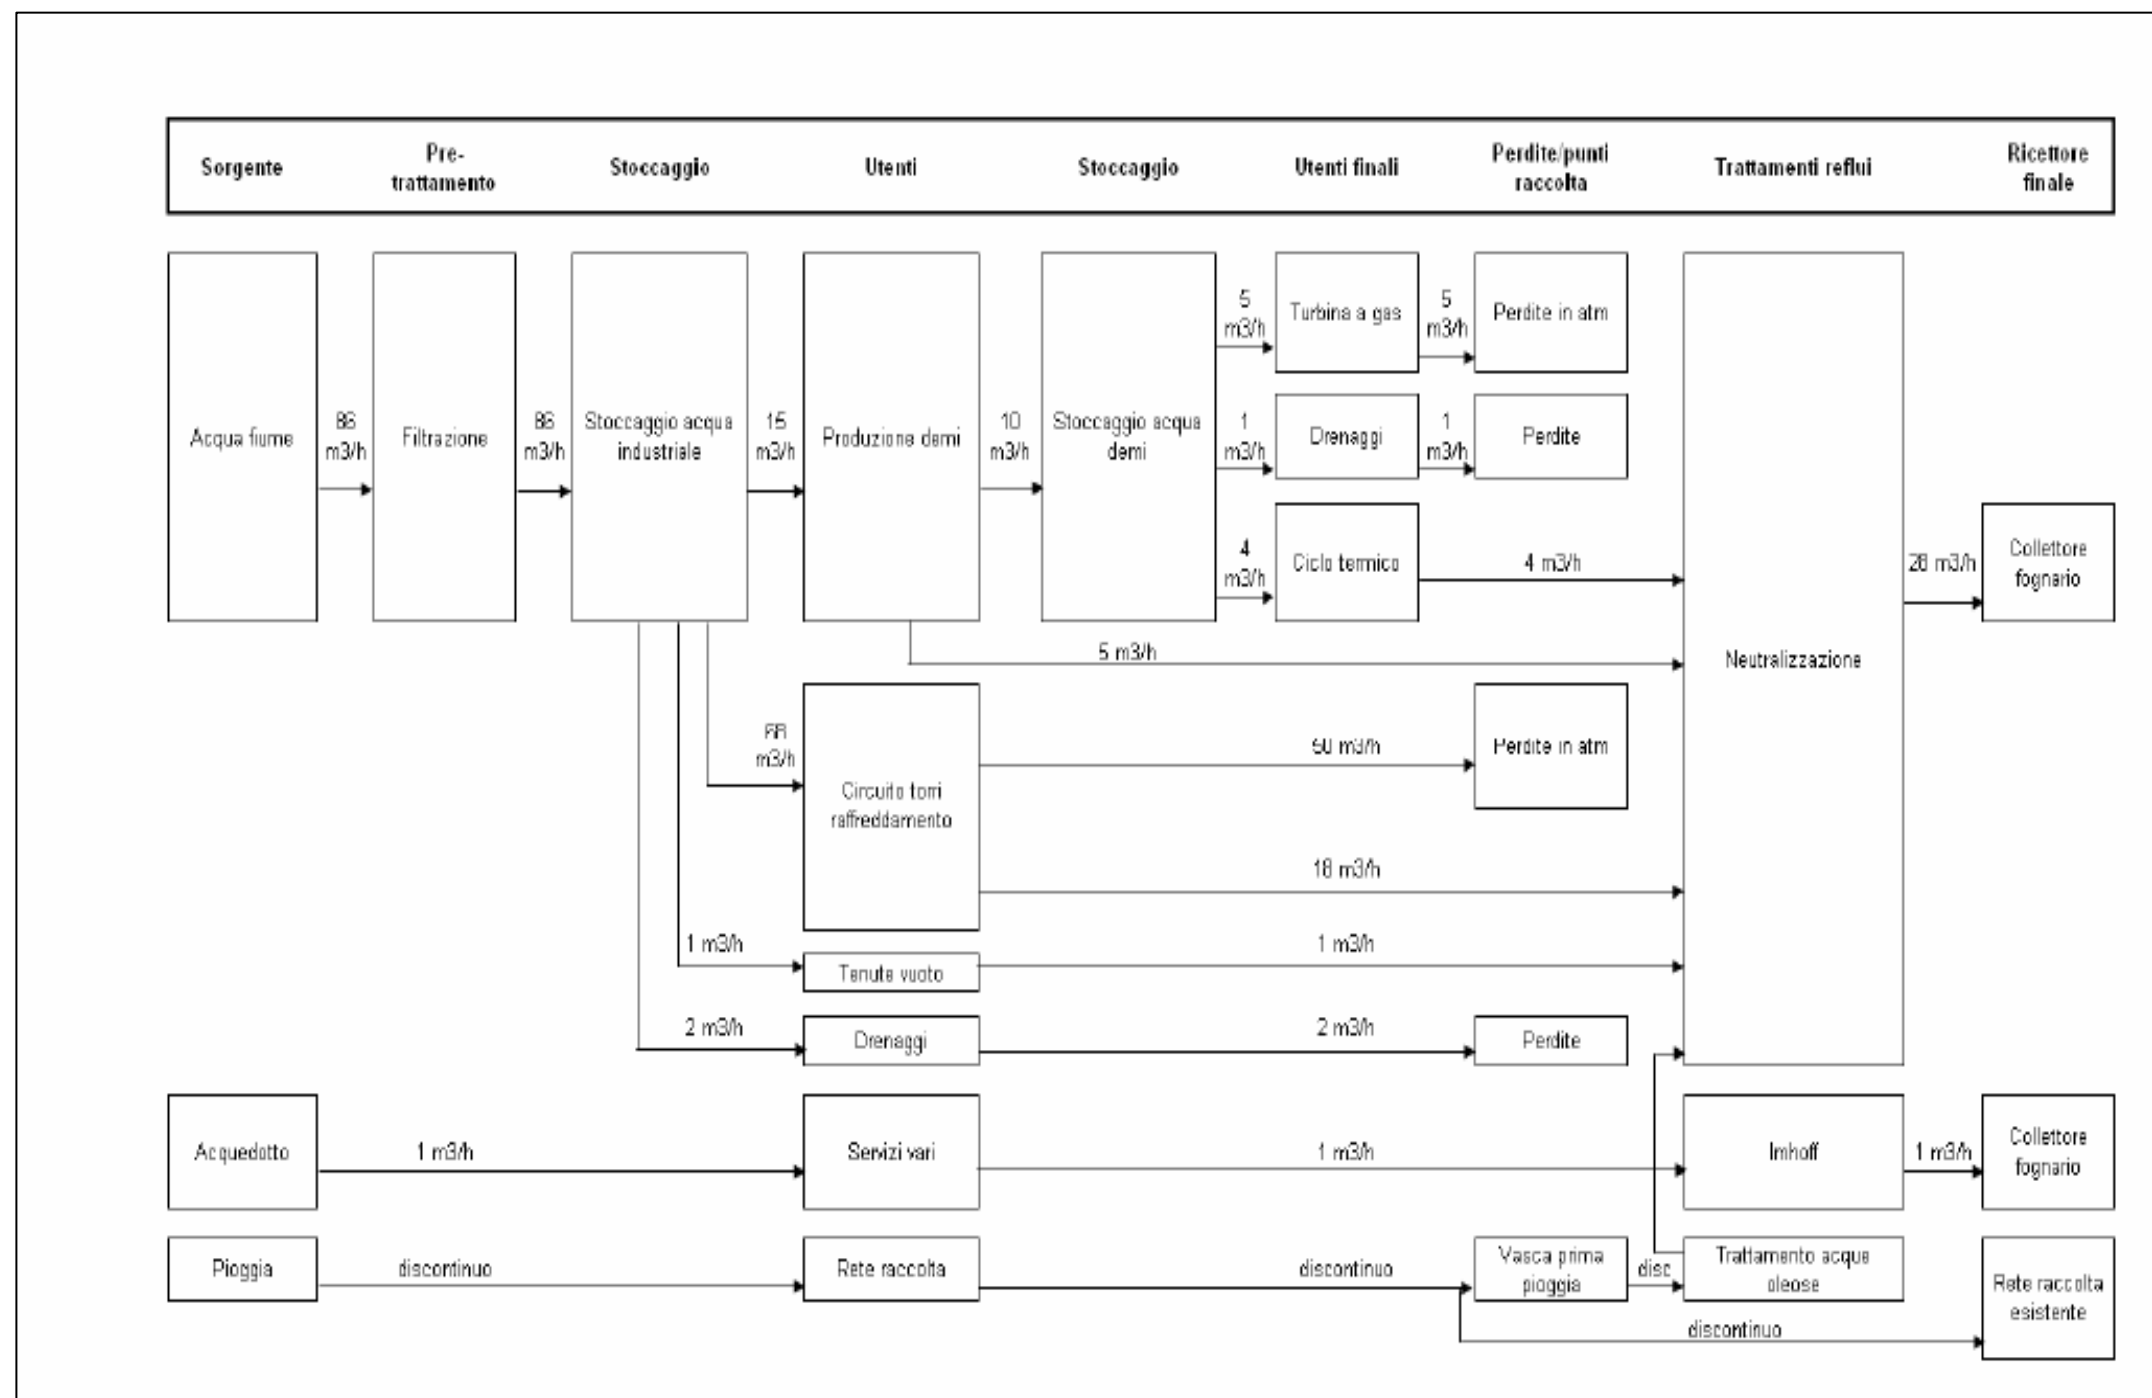 Sorgente
Pre-
trattamento
Stoccaggio
Utenti
Stoccaggio
Utenti finali
Perdite/punti
raccolta
Trattamenti reflui
Ricettore
finale
Acqua fiume
86
m3/h
Filtrazione
86
m3/h
Stoccaggio acqua
industriale
15
m3/h
Produzione demi
10
m3/h
Stoccaggio acqua
demi
5
m3/h
Turbina a gas
5
m3/h
Perdite in atm
1
m3/h
Drenaggi
1
m3/h
Perdite
4
m3/h
Ciclo termico
4 m3/h
5 m3/h
Neutralizzazione
28 m3/h
Collettore
fognario
68
m3/h
Circuito torri
raffreddamento
50 m3/h
Perdite in atm
18 m3/h
1 m3/h
Tenute vuoto
1 m3/h
2 m3/h
Drenaggi
2 m3/h
Perdite
Acquedotto
1 m3/h
Servizi vari
1 m3/h
Imhoff
1 m3/h
Collettore
fognario
Pioggia
discontinuo
Rete raccolta
discontinuo
Vasca prima
pioggia
disc
Trattamento acque
oleose
discontinuo
Rete raccolta
esistente